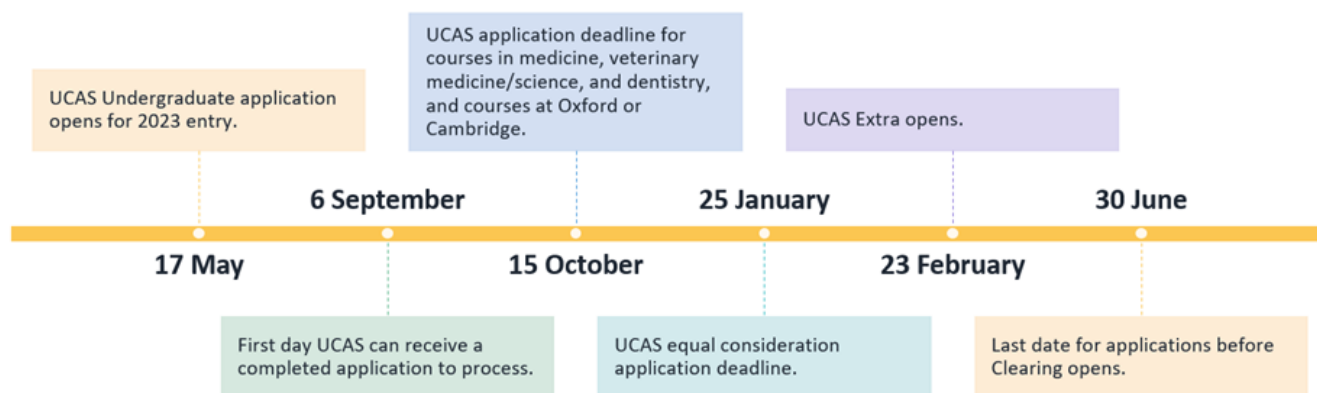 UCAS Undergraduate application
opens for 2023 entry.
17 May
6 September
First day UCAS can receive a
completed application to process.
UCAS application deadline for
courses in medicine, veterinary
medicine/science, and dentistry,
and courses at Oxford or
Cambridge.
15 October
25 January
UCAS equal consideration
application deadline.
UCAS Extra opens.
23 February
30 June
Last date for applications before
Clearing opens.